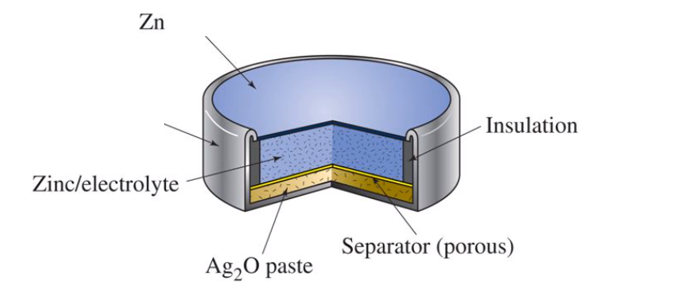 Zn
Insulation
Zinc/electrolyte
Separator (porous)
Ag₂O paste